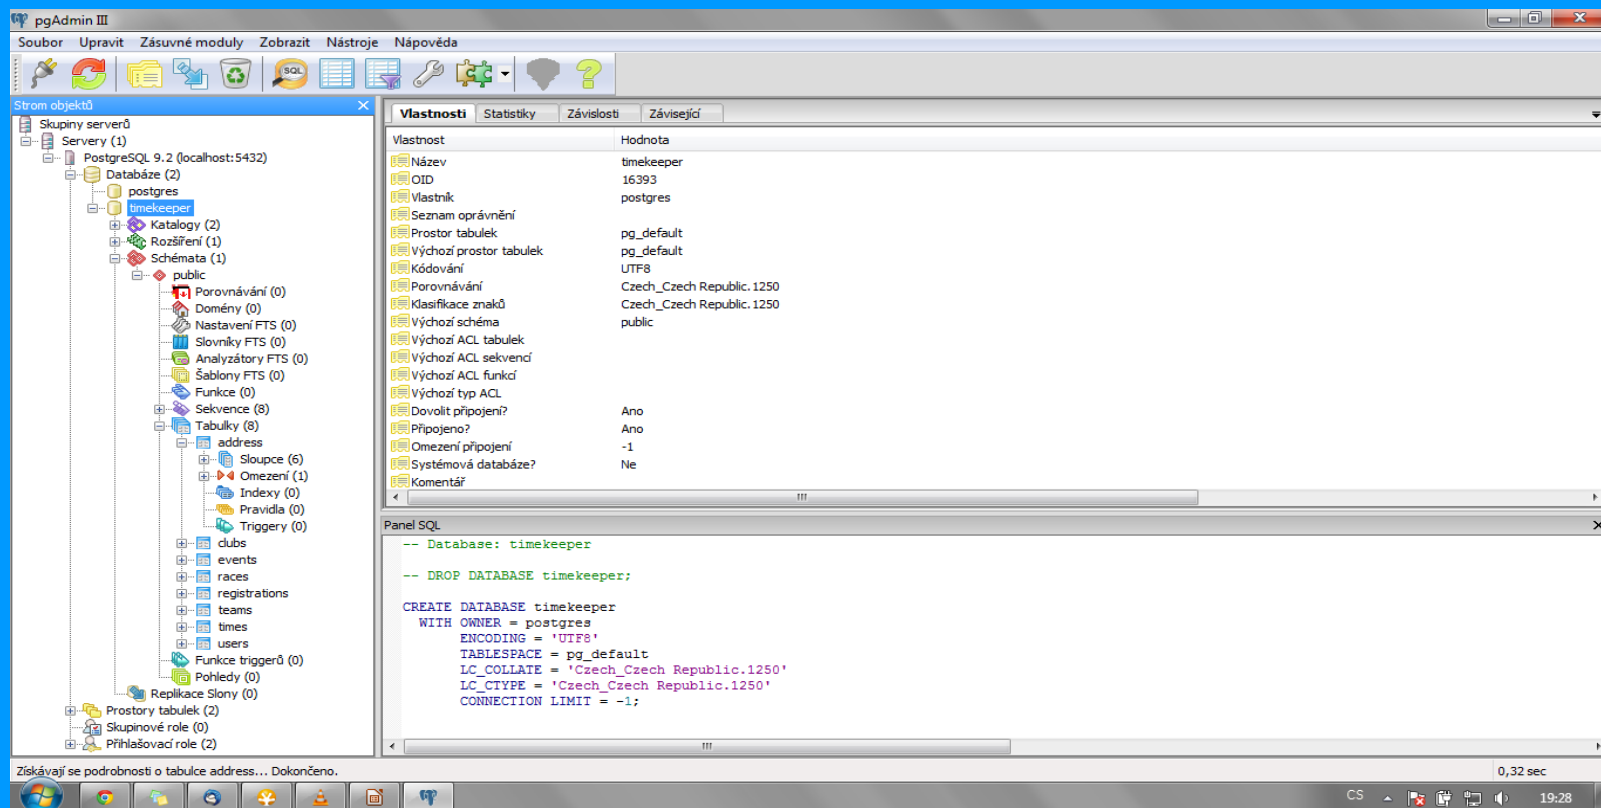 pgAdmin III
Soubor Upravit Zásuvné moduly Zobrazit Nástroje Nápověda
SQL
Strom objektů
Skupiny serverů
Servery (1)
PostgreSQL 9.2 (localhost:5432)
Databáze (2)
postgres
timekeeper
Katalogy (2)
Rozšíření (1)
Schémata (1)
public
Porovnávání (0)
Domény (0)
Nastavení FTS (0)
Slovníky FTS (0)
Analyzátory FTS (0)
Šablony FTS (0)
Funkce (0)
Sekvence (8)
Tabulky (8)
address
Sloupce (6)
Omezení (1)
Indexy (0)
Pravidla (0)
Triggery (0)
clubs
events
races
registrations
teams
times
users
Funkce triggerů (0)
Pohledy (0)
Replikace Slony (0)
Prostory tabulek (2)
Skupinové role (0)
Přihlašovací role (2)
Vlastnosti Statistiky Závislosti Závisející
Vlastnost Hodnota
Název timekeeper
OID 16393
Vlastník postgres
Seznam oprávnění
Prostor tabulek pg_default
Výchozí prostor tabulek pg_default
Kódování UTF8
Porovnávání Czech_Czech Republic.1250
Klasifikace znaků Czech_Czech Republic.1250
Výchozí schéma public
Výchozí ACL tabulek
Výchozí ACL sekvencí
Výchozí ACL funkcí
Výchozí typ ACL
Dovolit připojení? Ano
Připojeno? Ano
Omezení připojení -1
Systémová databáze? Ne
Komentář
Panel SQL
-- Database: timekeeper
-- DROP DATABASE timekeeper;
CREATE DATABASE timekeeper
WITH OWNER = postgres
ENCODING = 'UTF8'
TABLESPACE = pg_default
LC_COLLATE = 'Czech_Czech Republic.1250'
LC_CTYPE = 'Czech_Czech Republic.1250'
CONNECTION LIMIT = -1;
Získávají se podrobnosti o tabulce address... Dokončeno. 0,32 sec
CS 19:28